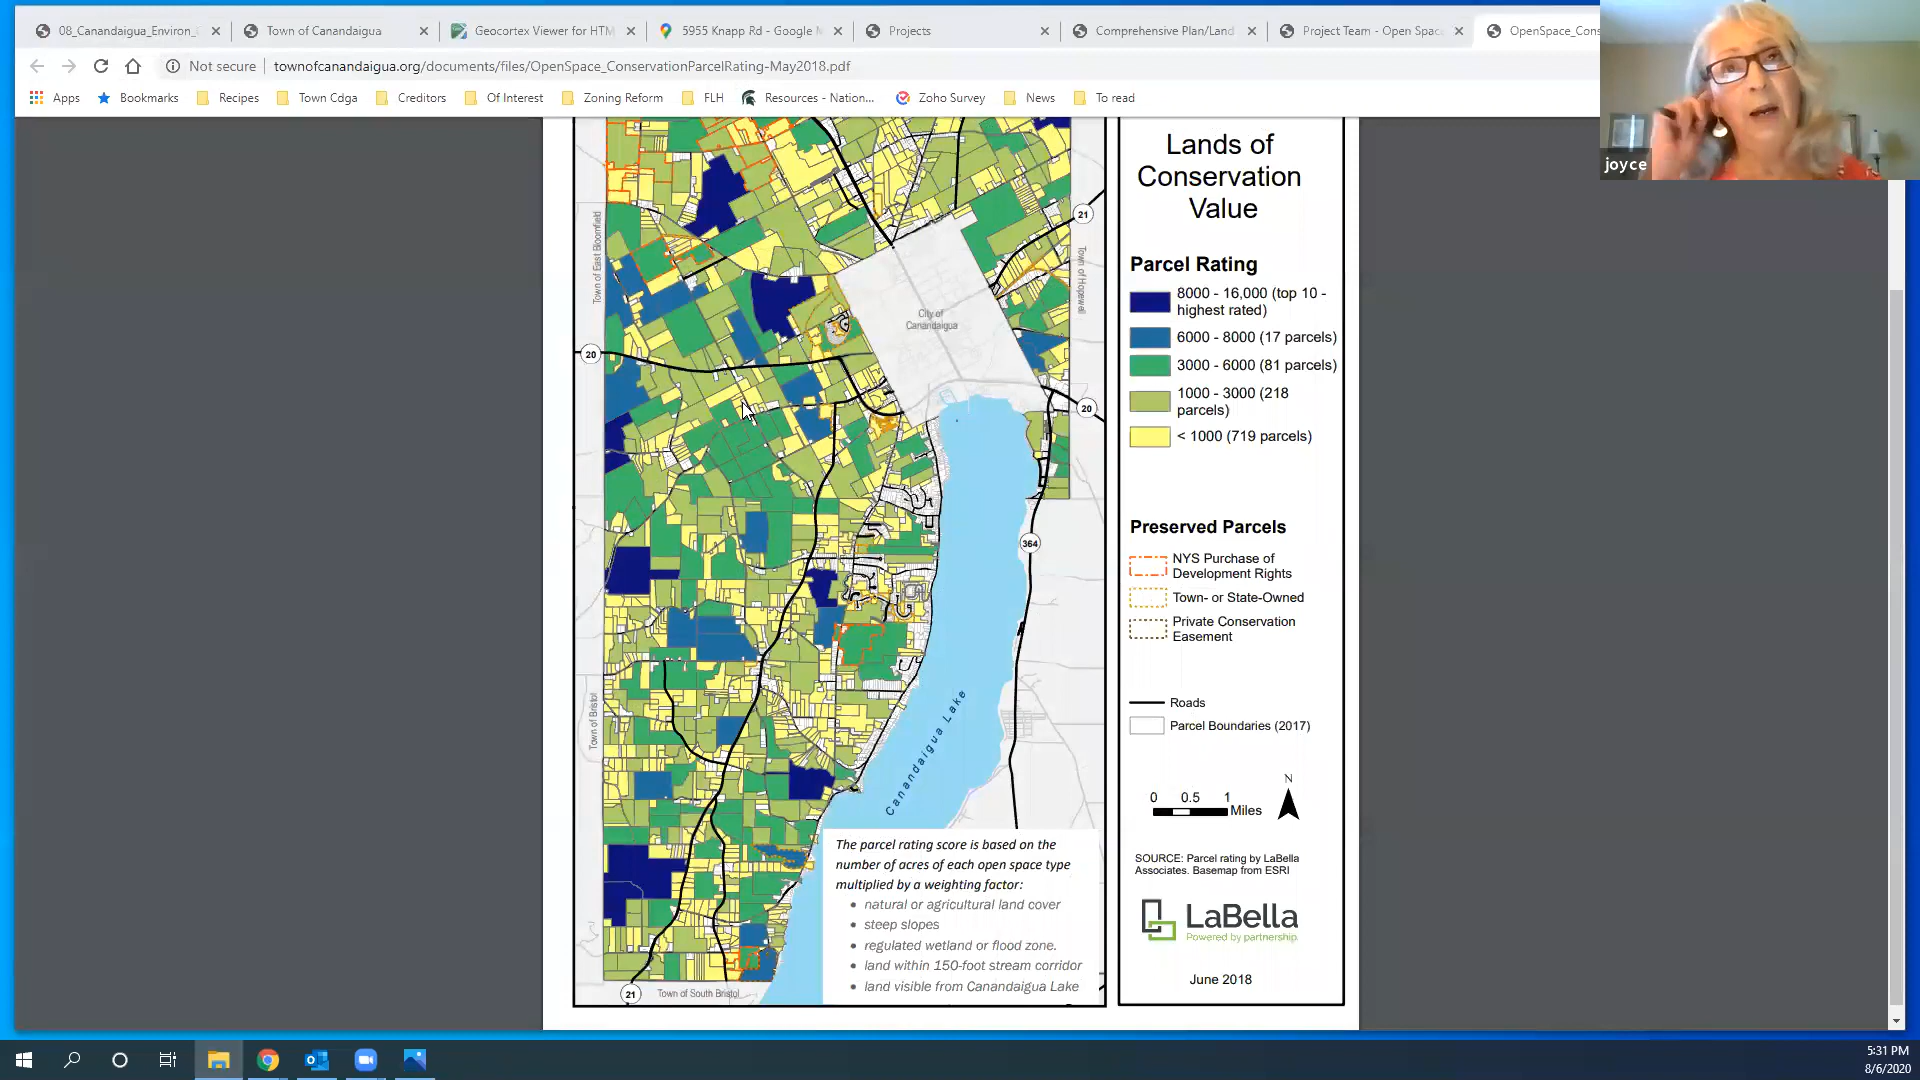 08_Canandaigua_Environ_
Town of Canandaigua
Geocortex Viewer for HTM
5955 Knapp Rd - Google M
Projects
Comprehensive Plan/Land
Project Team - Open Spac
OpenSpace_Cons
Not secure
townofcanandaigua.org/documents/files/OpenSpace_ConservationParcelRating-May2018.pdf
Apps
Bookmarks
Recipes
Town Cdga
Creditors
Of Interest
Zoning Reform
FLH
Resources - Nation...
Zoho Survey
News
To read
joyce
Lands of
Conservation
Value
Parcel Rating
8000 - 16,000 (top 10 -
highest rated)
6000 - 8000 (17 parcels)
3000 - 6000 (81 parcels)
1000 - 3000 (218
parcels)
< 1000 (719 parcels)
Preserved Parcels
NYS Purchase of
Development Rights
Town- or State-Owned
Private Conservation
Easement
Roads
Parcel Boundaries (2017)
N
0 0.5 1
Miles
SOURCE: Parcel rating by LaBella
Associates. Basemap from ESRI
LaBella
Powered by partnership.
June 2018
Town of East Bloomfield
Town of Hopewell
21
City of
Canandaigua
20
20
364
Town of Bristol
Canandaigua Lake
The parcel rating score is based on the
number of acres of each open space type
multiplied by a weighting factor:
• natural or agricultural land cover
• steep slopes
• regulated wetland or flood zone.
• land within 150-foot stream corridor
• land visible from Canandaigua Lake
21
Town of South Bristol
5:31 PM
8/6/2020